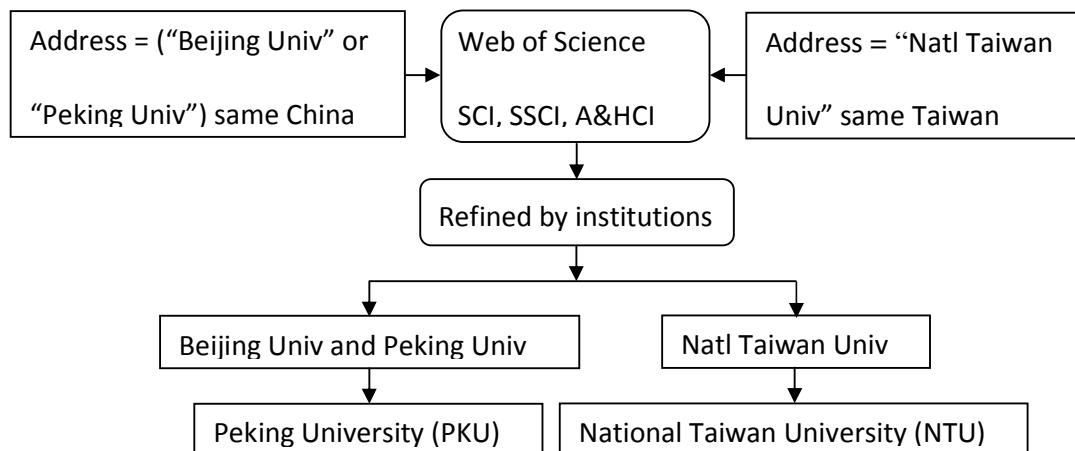 Address = (“Beijing Univ” or
“Peking Univ”) same China
Web of Science
SCI, SSCI, A&HCI
Address = “Natl Taiwan
Univ” same Taiwan
Refined by institutions
Beijing Univ and Peking Univ
Natl Taiwan Univ
Peking University (PKU)
National Taiwan University (NTU)